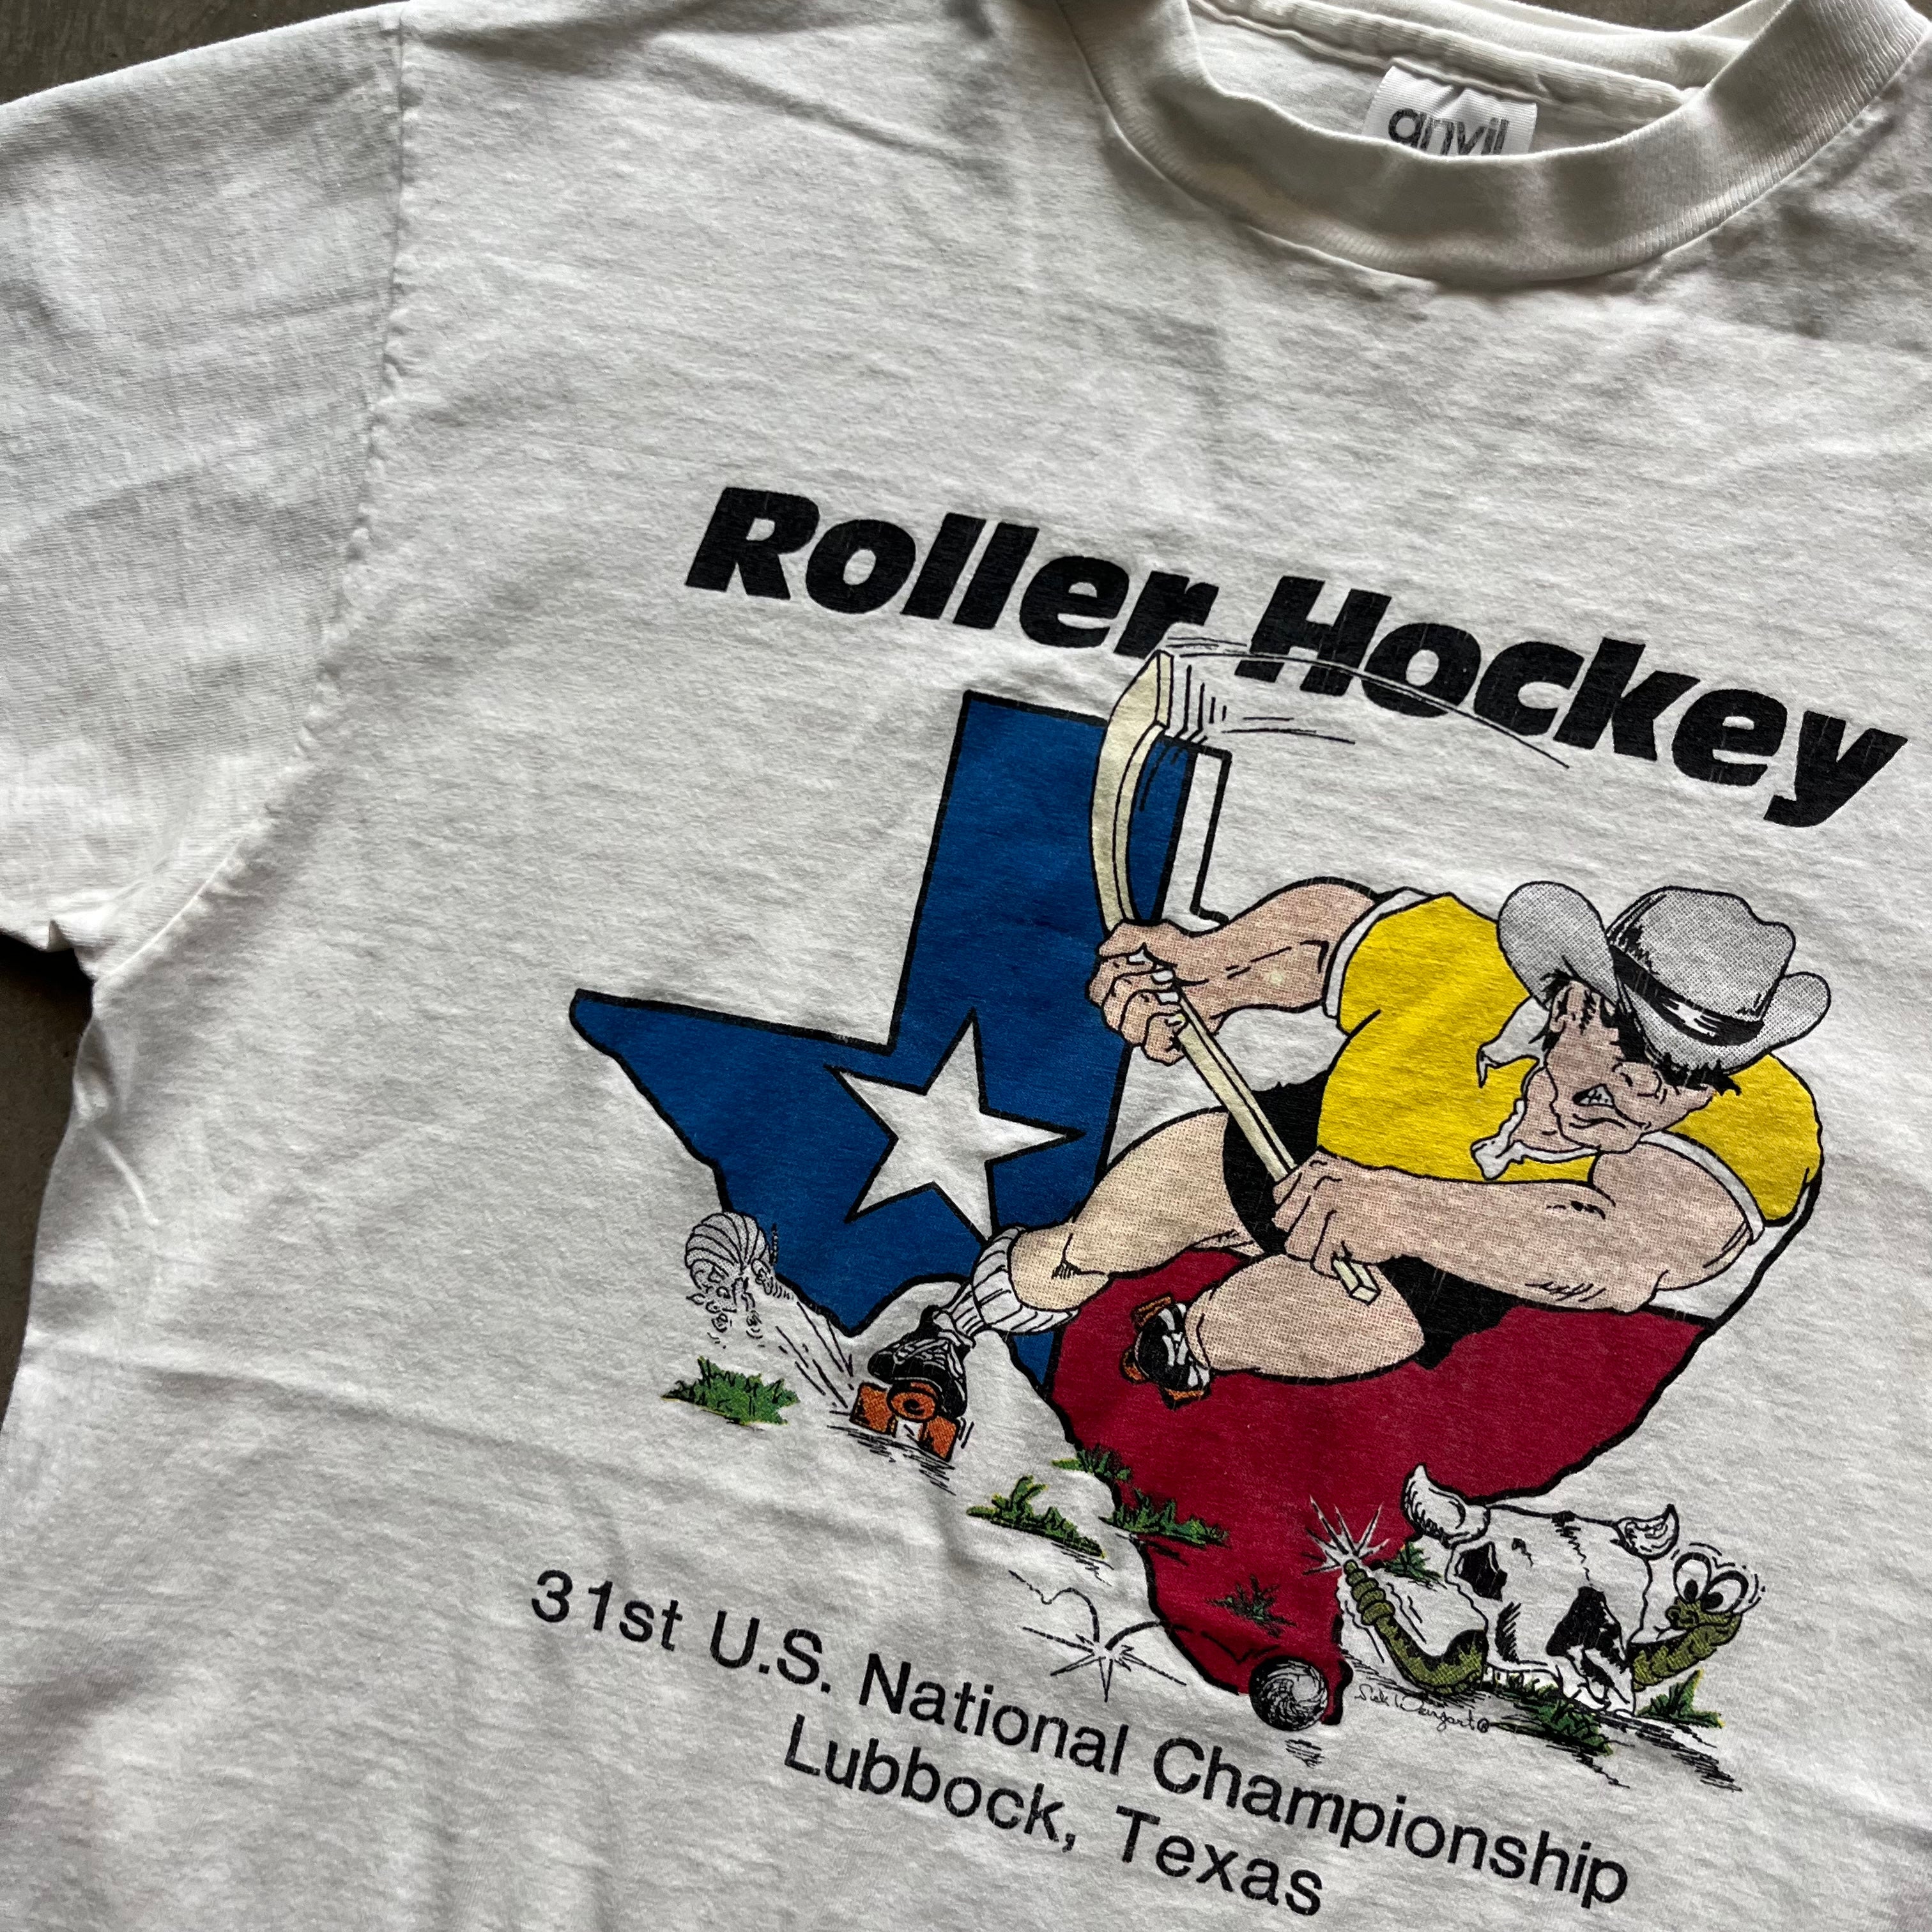 anvil
Roller Hockey
31st U.S. National Championship
Lubbock, Texas